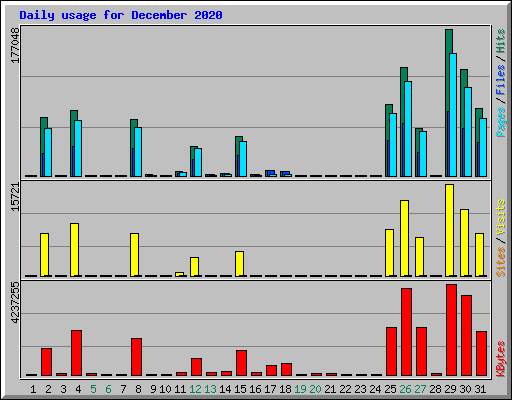 Daily usage for December 2020
177048
Pages / Files / Hits
15721
Sites / Visits
4237255
KBytes
1 2 3 4 5 6 7 8 9 10 11 12 13 14 15 16 17 18 19 20 21 22 23 24 25 26 27 28 29 30 31